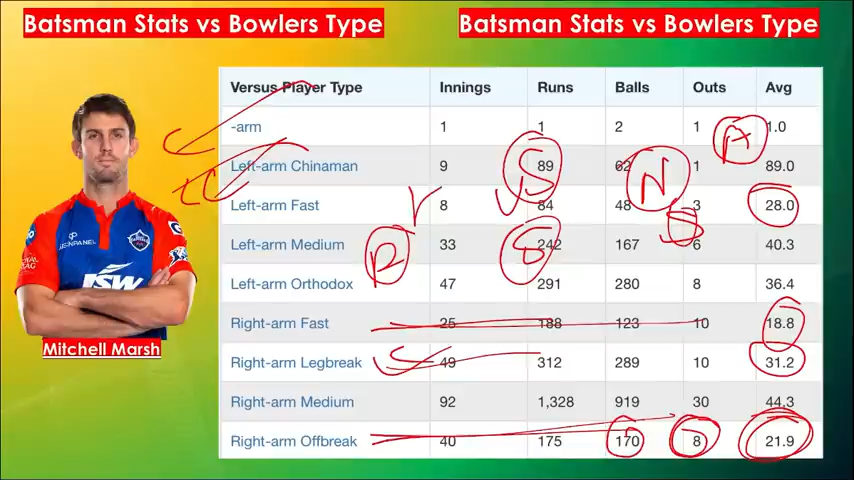 Batsman Stats vs Bowlers Type
Batsman Stats vs Bowlers Type
Versus Player Type Innings Runs Balls Outs Avg
-arm 1 1 2 1 1.0
Left-arm Chinaman 9 89 62 1 89.0
Left-arm Fast 8 84 48 3 28.0
Left-arm Medium 33 242 167 6 40.3
Left-arm Orthodox 47 291 280 8 36.4
Right-arm Fast 25 188 123 10 18.8
Right-arm Legbreak 49 312 289 10 31.2
Right-arm Medium 92 1,328 919 30 44.3
Right-arm Offbreak 40 175 170 8 21.9
A
S
N
R
JSW
Mitchell Marsh